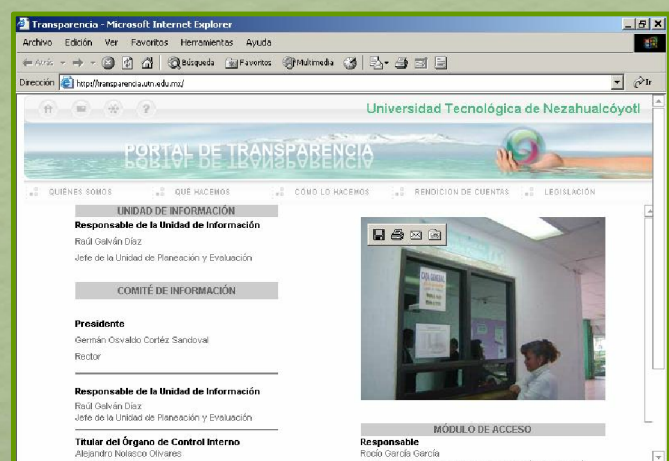 Transparencia - Microsoft Internet Explorer
Archivo Edición Ver Favoritos Herramientas Ayuda
Atrás Búsqueda Favoritos Multimedia
Dirección http://transparencia.utn.edu.mx/ Ir
Universidad Tecnológica de Nezahualcóyotl
PORTAL DE TRANSPARENCIA
QUIÉNES SOMOS QUÉ HACEMOS CÓMO LO HACEMOS RENDICIÓN DE CUENTAS LEGISLACIÓN
UNIDAD DE INFORMACIÓN
Responsable de la Unidad de Información
Raúl Galván Díaz
Jefe de la Unidad de Planeación y Evaluación
COMITÉ DE INFORMACIÓN
Presidente
Germán Osvaldo Cortéz Sandoval
Rector
Responsable de la Unidad de Información
Raúl Galván Díaz
Jefe de la Unidad de Planeación y Evaluación
Titular del Órgano de Control Interno
Alejandro Nolasco Olivares
CAJA GENERAL
MÓDULO DE ACCESO
Responsable
Rocío García García